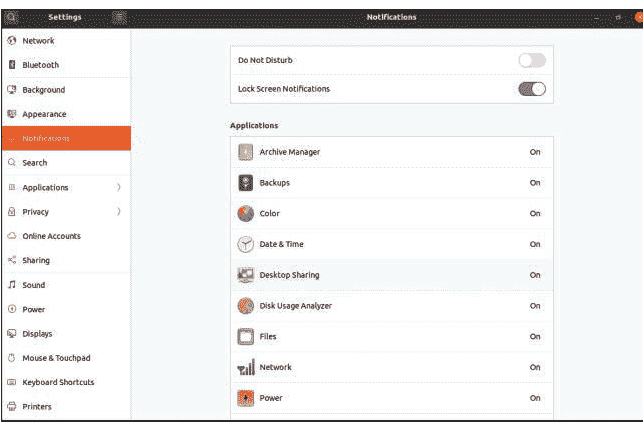 Settings
Notifications
Network
Bluetooth
Background
Appearance
Notifications
Search
Applications
Privacy
Online Accounts
Sharing
Sound
Power
Displays
Mouse & Touchpad
Keyboard Shortcuts
Printers
Do Not Disturb
Lock Screen Notifications
Applications
Archive Manager On
Backups On
Color On
Date & Time On
Desktop Sharing On
Disk Usage Analyzer On
Files On
Network On
Power On